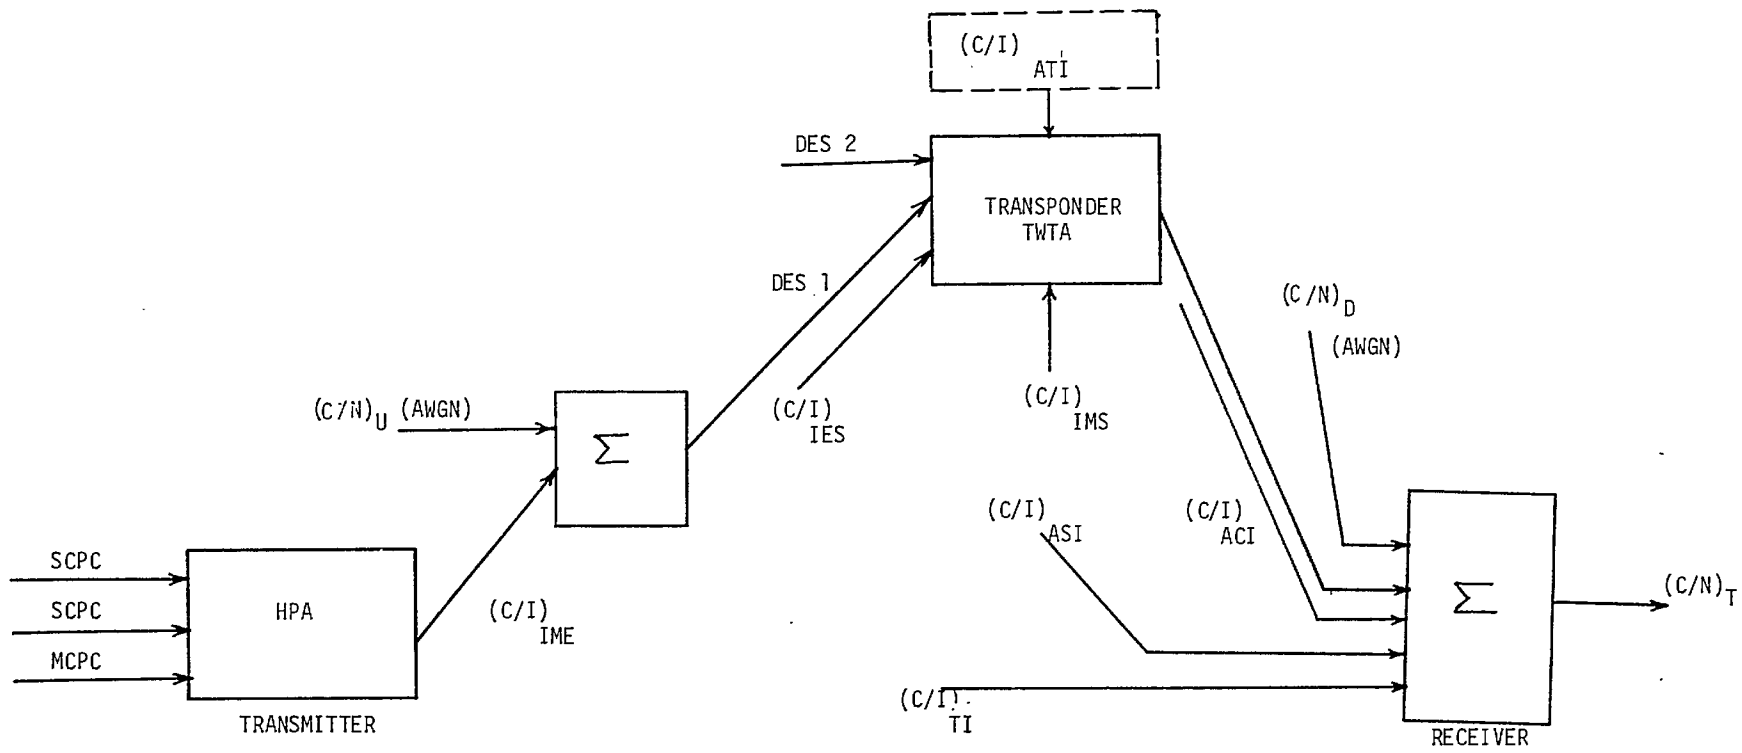 (C/I)
ATI
DES 2
TRANSPONDER
TWTA
DES 1
(C/N)D
(AWGN)
(C/I)
IES
(C/I)
IMS
(C/N)U (AWGN)
Σ
(C/I)
ASI
(C/I)
ACI
SCPC
SCPC
MCPC
HPA
(C/I)
IME
Σ
(C/N)T
(C/I)
TI
TRANSMITTER
RECEIVER